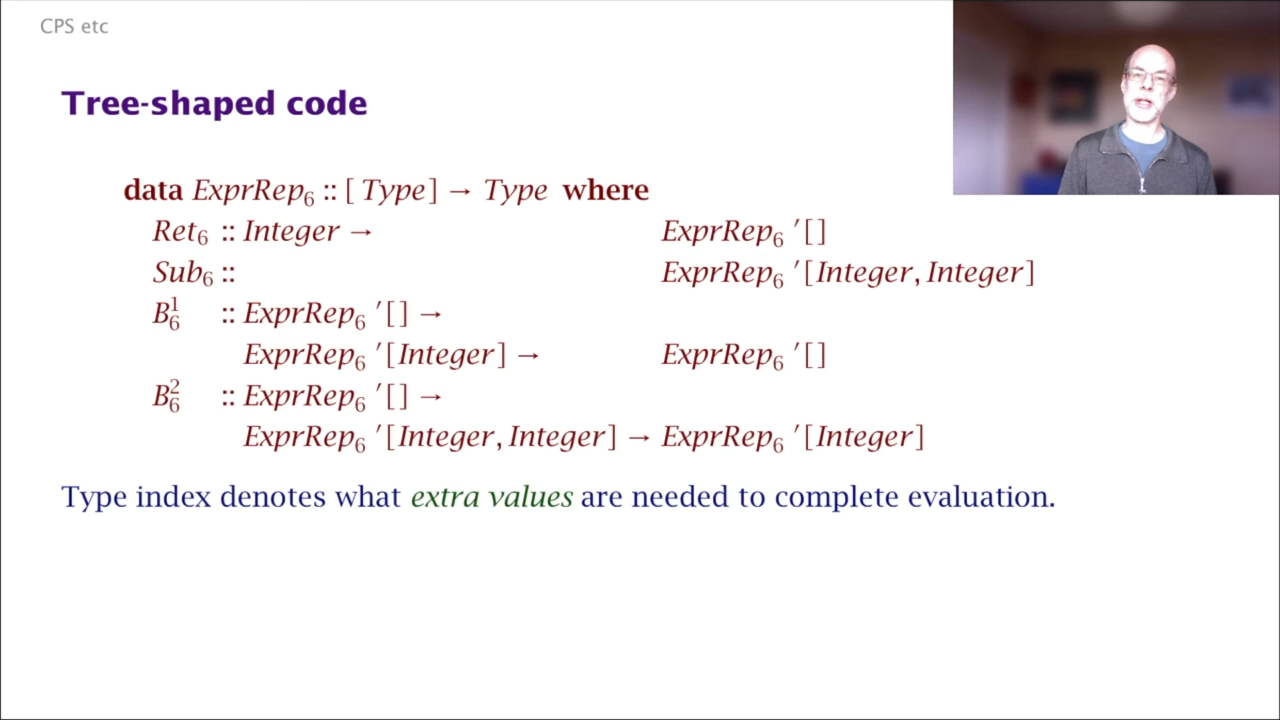 CPS etc
Tree-shaped code
data ExprRep₆ :: [Type] → Type where
Ret₆ :: Integer → ExprRep₆ ′[]
Sub₆ :: ExprRep₆ ′[Integer, Integer]
B₆¹ :: ExprRep₆ ′[] →
ExprRep₆ ′[Integer] → ExprRep₆ ′[]
B₆² :: ExprRep₆ ′[] →
ExprRep₆ ′[Integer, Integer] → ExprRep₆ ′[Integer]
Type index denotes what extra values are needed to complete evaluation.